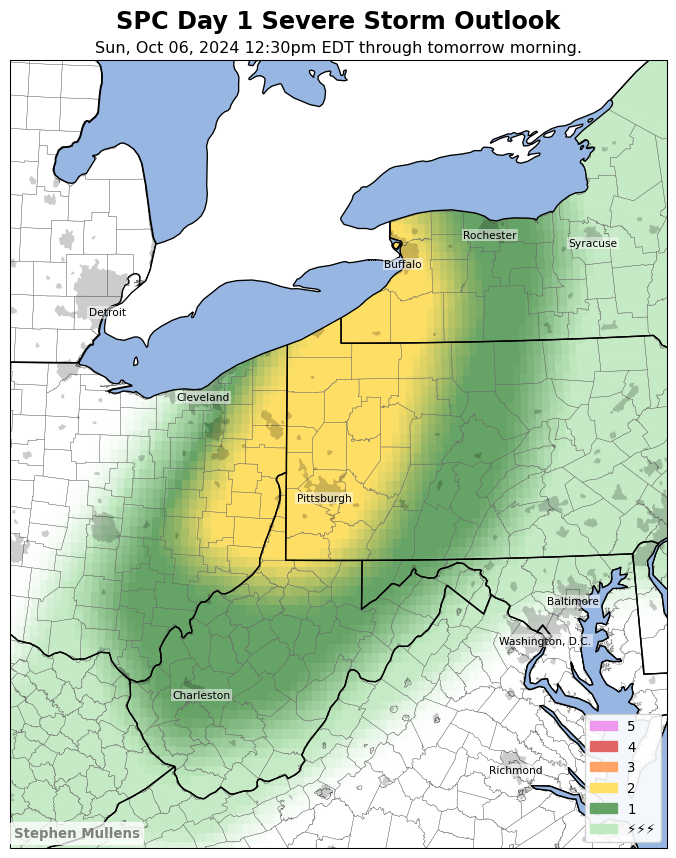 SPC Day 1 Severe Storm Outlook
Sun, Oct 06, 2024 12:30pm EDT through tomorrow morning.
Rochester
Syracuse
Buffalo
Detroit
Cleveland
Pittsburgh
Baltimore
Washington, D.C.
Charleston
Richmond
5
4
3
2
1
⚡⚡⚡
Stephen Mullens